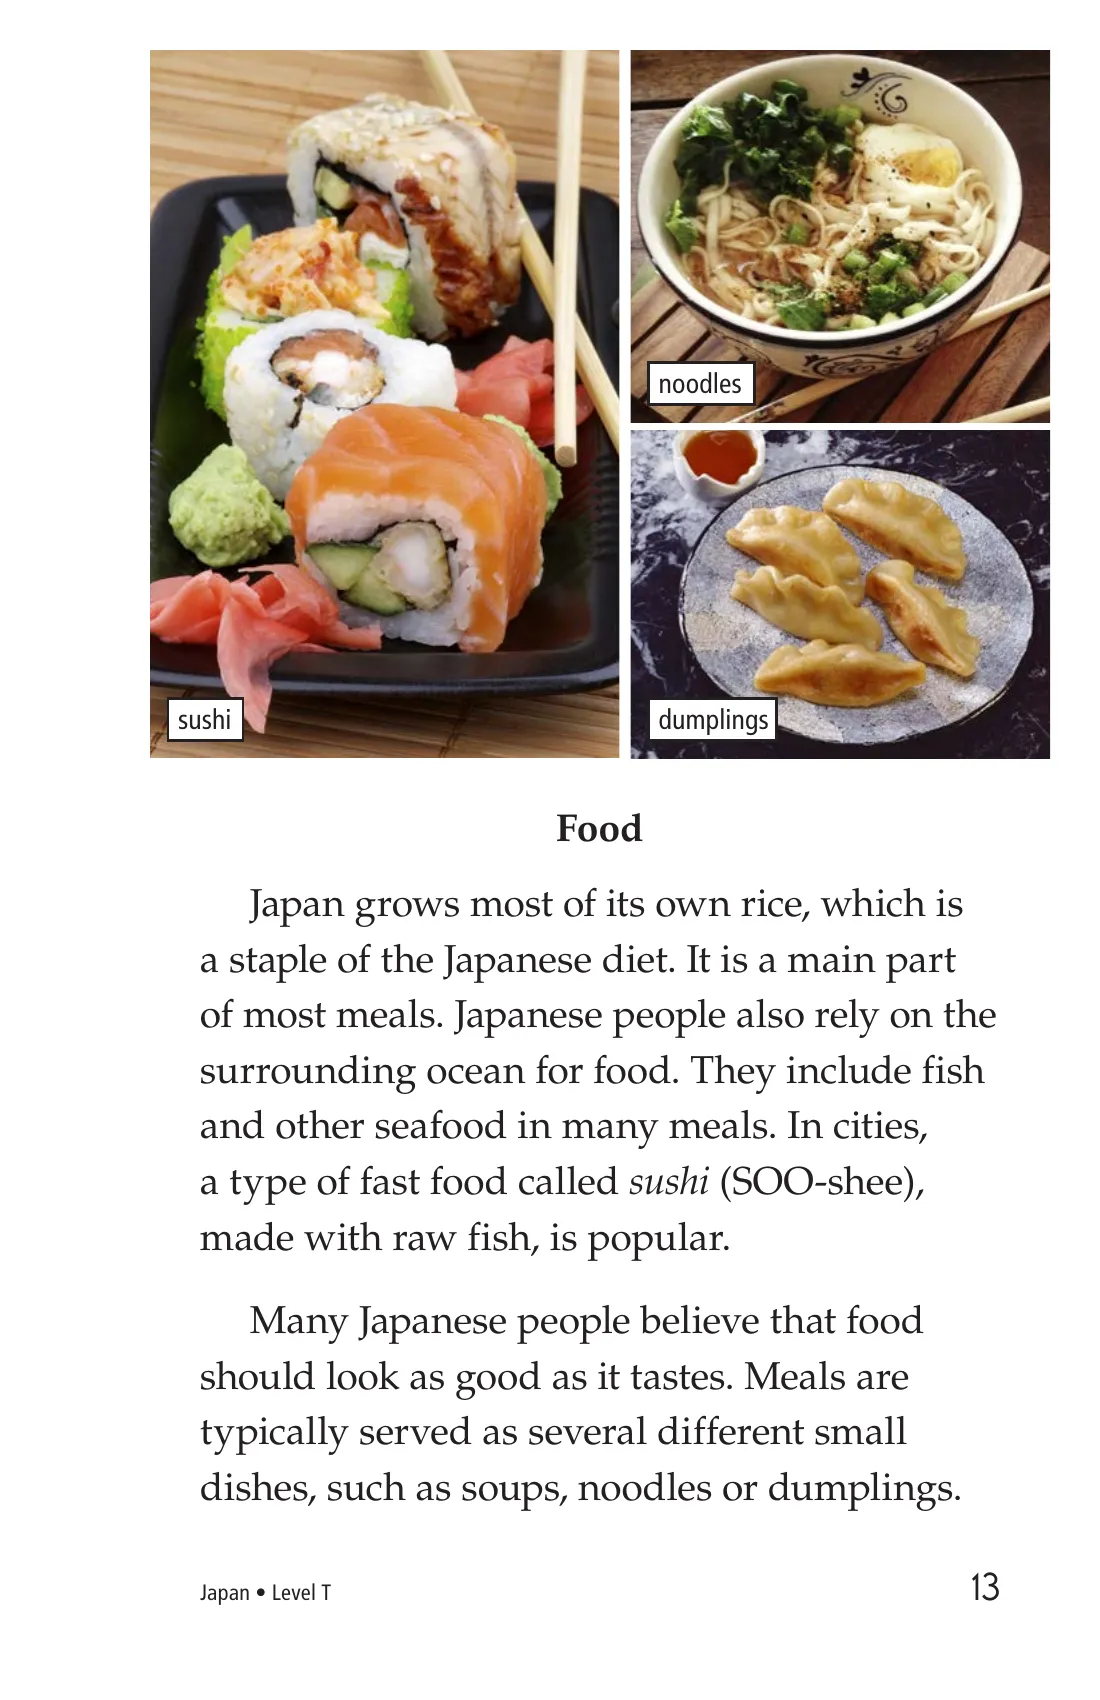 noodles
sushi
dumplings
Food
Japan grows most of its own rice, which is
a staple of the Japanese diet. It is a main part
of most meals. Japanese people also rely on the
surrounding ocean for food. They include fish
and other seafood in many meals. In cities,
a type of fast food called sushi (SOO-shee),
made with raw fish, is popular.
Many Japanese people believe that food
should look as good as it tastes. Meals are
typically served as several different small
dishes, such as soups, noodles or dumplings.
Japan • Level T
13